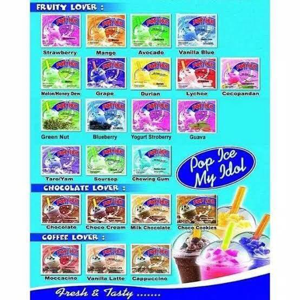 FRUITY LOVER :
Strawberry Mango Avocado Vanilla Blue
Melon/Honey Dew Grape Durian Lychee Cocopandan
Green Nut Blueberry Yogurt Stroberry Guava
Taro/Yam Soursop Chewing Gum
Pop Ice
My Idol
CHOCOLATE LOVER :
Chocolate Choco Cream Milk Chocolate Choco Cookies
COFFEE LOVER :
Moccacino Vanilla Latte Cappuccino
Fresh & Tasty .......